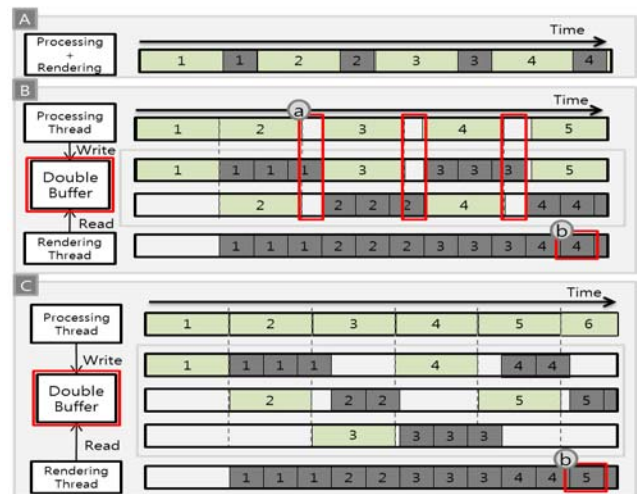 A
Processing
+
Rendering
Time
1 1 2 2 3 3 4 4
B
Processing
Thread
Time
a
1 2 3 4 5
Write
Double
Buffer
1 1 1 1 3 3 3 3 5
2 2 2 2 4 4 4
Read
Rendering
Thread
b
1 1 1 2 2 2 3 3 3 4 4
C
Time
Processing
Thread
1 2 3 4 5 6
Write
1 1 1 1 4 4 4
Double
Buffer
2 2 2 5 5
3 3 3 3
Read
b
Rendering
Thread
1 1 1 2 2 3 3 3 4 4 5